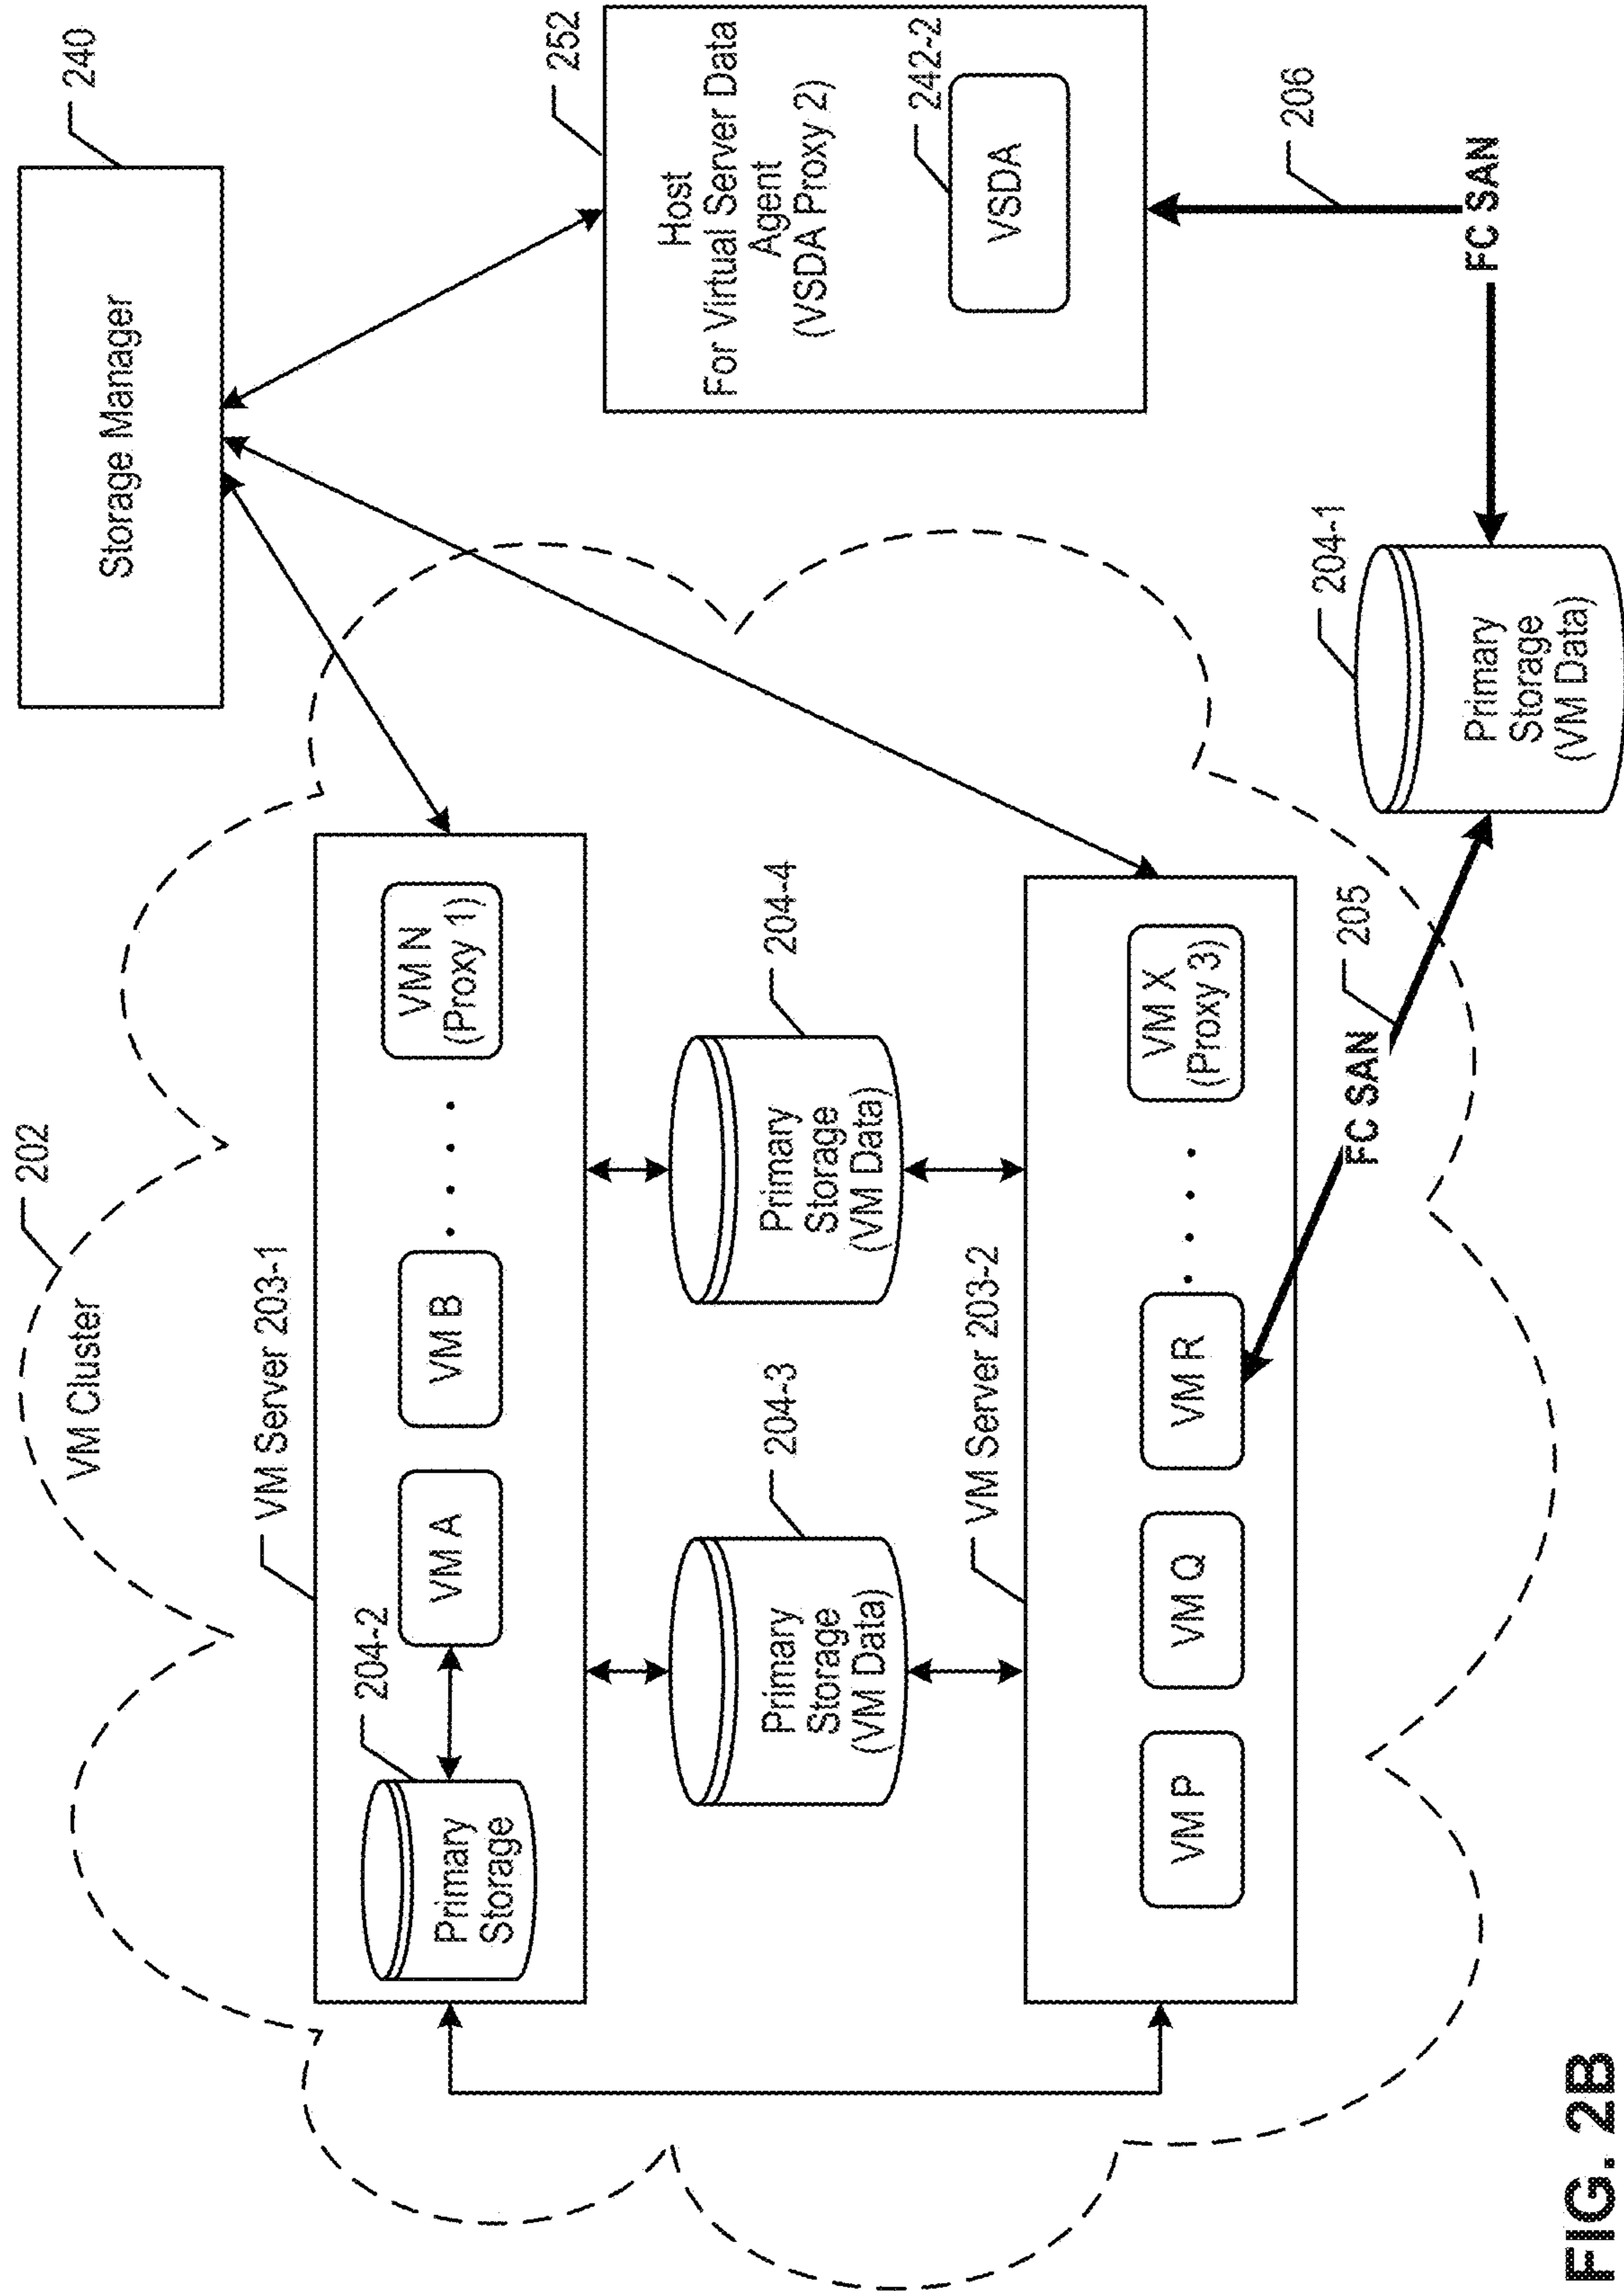 202
VM Cluster
240
Storage Manager
VM Server 203-1
204-2
Primary
Storage
VM A
VM B
VM N
(Proxy 1)
252
Host
For Virtual Server Data
Agent
(VSDA Proxy 2)
242-2
VSDA
204-3
Primary
Storage
(VM Data)
204-4
Primary
Storage
(VM Data)
VM Server 203-2
VM P
VM Q
VM R
VM X
(Proxy 3)
206
FC SAN
205
FC SAN
204-1
Primary
Storage
(VM Data)
FIG. 2B